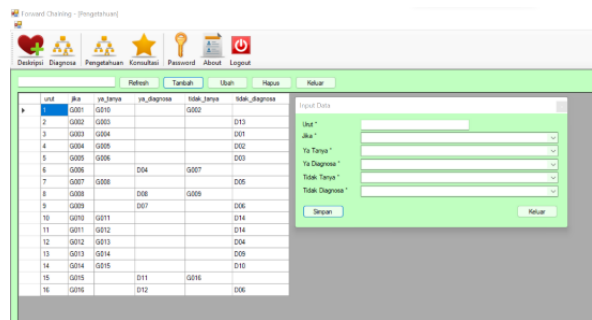 Forward Chaining - [Pengetahuan]
Deskripsi Diagnosa Pengetahuan Konsultasi Password About Logout
Refresh Tambah Ubah Hapus Keluar
urut jika ya_tanya ya_diagnosa tidak_tanya tidak_diagnosa
1 G001 G010 G002
2 G002 G003 D13
3 G003 G004 D01
4 G004 G005 D02
5 G005 G006 D03
6 G006 D04 G007
7 G007 G008 D05
8 G008 D08 G009
9 G009 D07 D06
10 G010 G011 D14
11 G011 G012 D14
12 G012 G013 D04
13 G013 G014 D09
14 G014 G015 D10
15 G015 D11 G016
16 G016 D12 D06
Input Data
Urut *
Jika *
Ya Tanya *
Ya Diagnosa *
Tidak Tanya *
Tidak Diagnosa *
Simpan Keluar